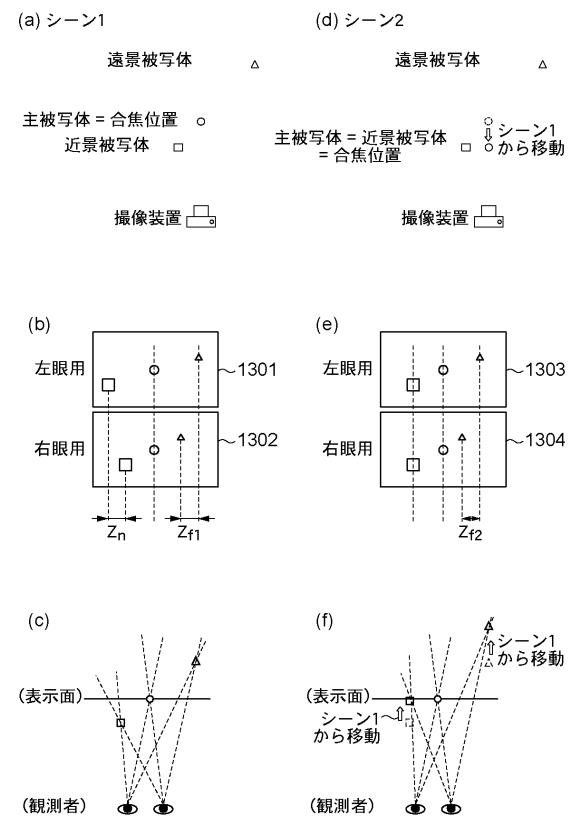 (a) シーン1
遠景被写体
主被写体 = 合焦位置
近景被写体
撮像装置
(d) シーン2
遠景被写体
主被写体 = 近景被写体
= 合焦位置
シーン1
から移動
撮像装置
(b)
左眼用
1301
右眼用
1302
Zn
Zf1
(e)
左眼用
1303
右眼用
1304
Zf2
(c)
(表示面)
(観測者)
(f)
シーン1
から移動
(表示面)
シーン1
から移動
(観測者)